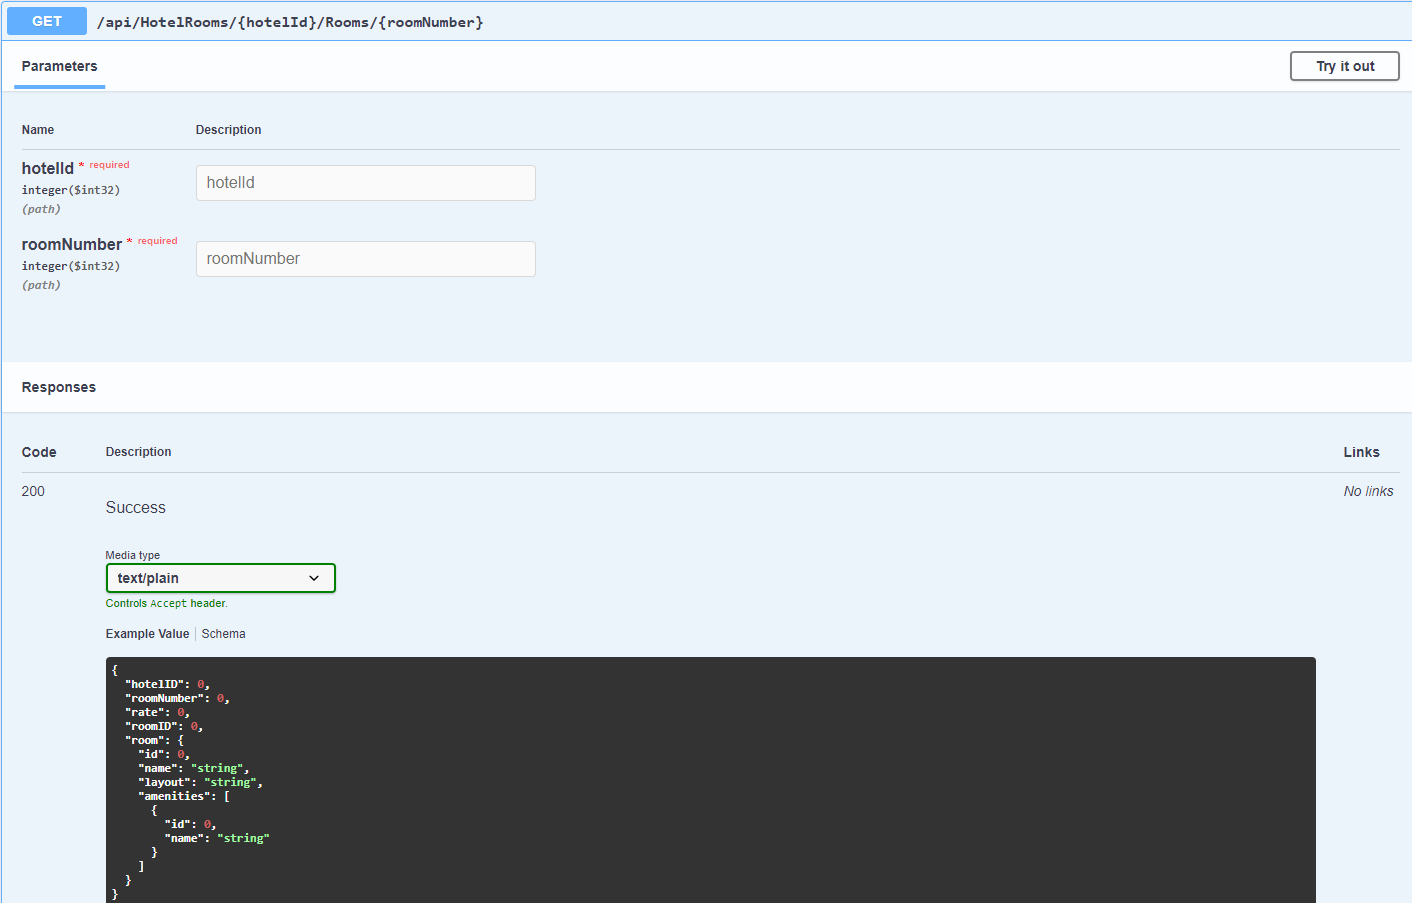 GET /api/HotelRooms/{hotelId}/Rooms/{roomNumber}
Parameters
Try it out
Name Description
hotelId * required
hotelId
integer($int32)
(path)
roomNumber * required
roomNumber
integer($int32)
(path)
Responses
Code Description Links
200 No links
Success
Media type
text/plain
Controls Accept header.
Example Value Schema
{
  "hotelID": 0,
  "roomNumber": 0,
  "rate": 0,
  "roomID": 0,
  "room": {
    "id": 0,
    "name": "string",
    "layout": "string",
    "amenities": [
      {
        "id": 0,
        "name": "string"
      }
    ]
  }
}